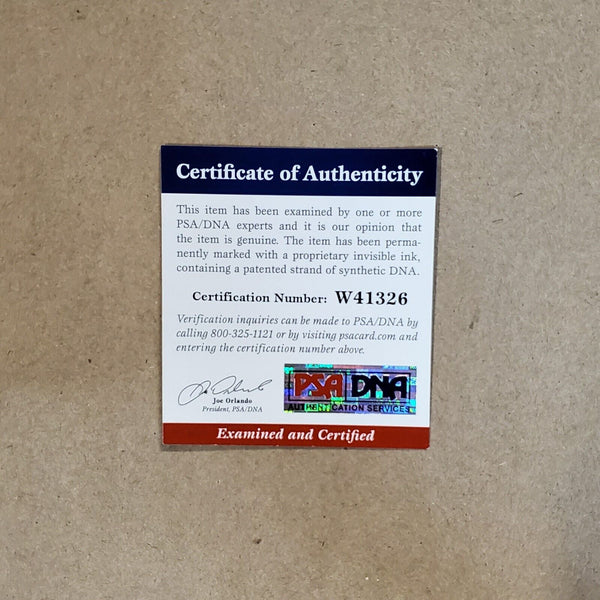 Certificate of Authenticity
This item has been examined by one or more
PSA/DNA experts and it is our opinion that
the item is genuine. The item has been perma-
nently marked with a proprietary invisible ink,
containing a patented strand of synthetic DNA.
Certification Number: W41326
Verification inquiries can be made to PSA/DNA by
calling 800-325-1121 or by visiting psacard.com and
entering the certification number above.
Joe Orlando
President, PSA/DNA
PSA DNA
AUTHENTICATION SERVICES
Examined and Certified